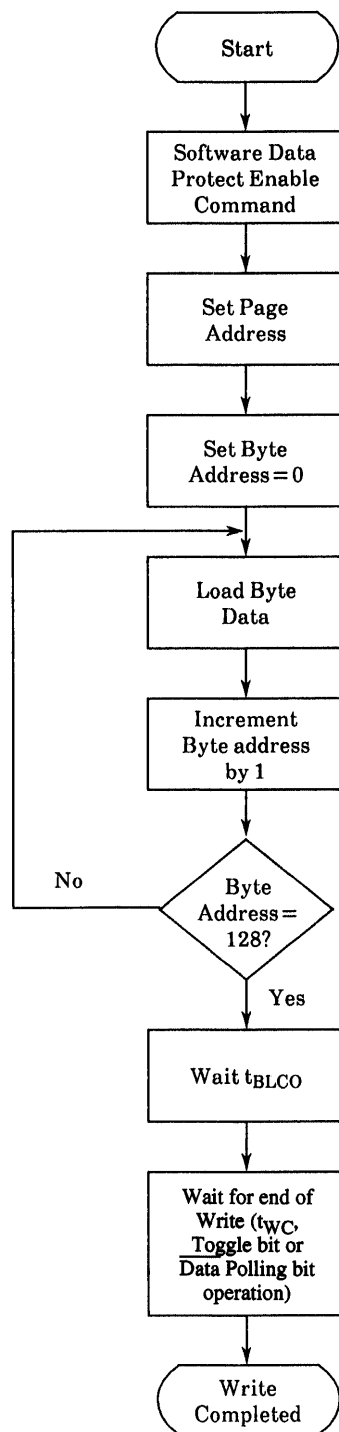 Start
Software Data
Protect Enable
Command
Set Page
Address
Set Byte
Address = 0
Load Byte
Data
Increment
Byte address
by 1
No
Byte
Address =
128?
Yes
Wait tBLCO
Wait for end of
Write (tWC,
Toggle bit or
Data Polling bit
operation)
Write
Completed